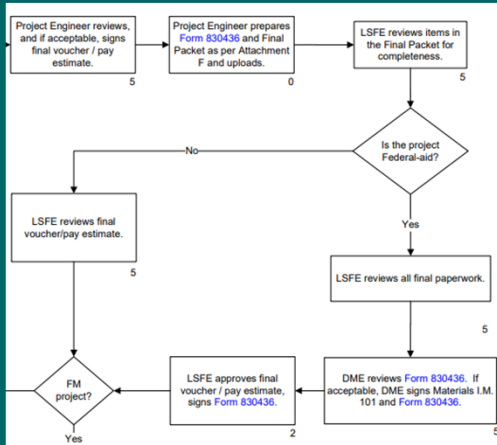 Project Engineer reviews,
and if acceptable, signs
final voucher / pay
estimate.
5
Project Engineer prepares
Form 830436 and Final
Packet as per Attachment
F and uploads.
0
LSFE reviews items in
the Final Packet for
completeness.
5
Is the project
Federal-aid?
No
Yes
LSFE reviews final
voucher/pay estimate.
5
LSFE reviews all final paperwork.
5
FM
project?
Yes
LSFE approves final
voucher / pay estimate,
signs Form 830436.
2
DME reviews Form 830436. If
acceptable, DME signs Materials I.M.
101 and Form 830436.
5